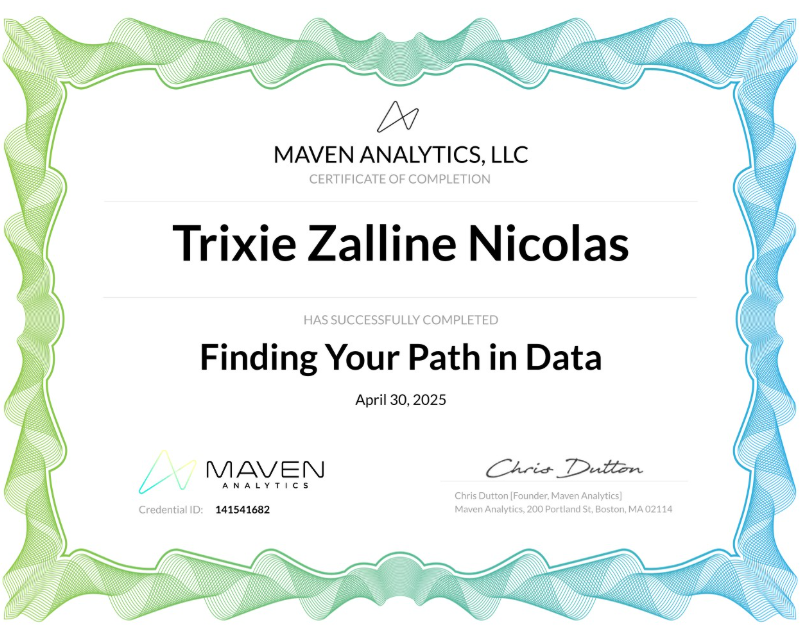 MAVEN ANALYTICS, LLC
CERTIFICATE OF COMPLETION
Trixie Zalline Nicolas
HAS SUCCESSFULLY COMPLETED
Finding Your Path in Data
April 30, 2025
MAVEN
ANALYTICS
Credential ID: 141541682
Chris Dutton
Chris Dutton [Founder, Maven Analytics]
Maven Analytics, 200 Portland St, Boston, MA 02114